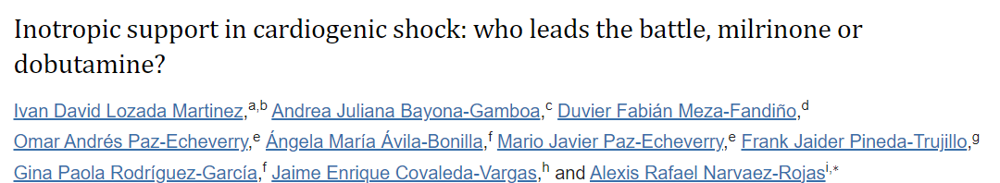 Inotropic support in cardiogenic shock: who leads the battle, milrinone or
dobutamine?
Ivan David Lozada Martinez,a,b Andrea Juliana Bayona-Gamboa,c Duvier Fabián Meza-Fandiño,d
Omar Andrés Paz-Echeverry,e Ángela María Ávila-Bonilla,f Mario Javier Paz-Echeverry,e Frank Jaider Pineda-Trujillo,g
Gina Paola Rodríguez-García,f Jaime Enrique Covaleda-Vargas,h and Alexis Rafael Narvaez-Rojasi,*